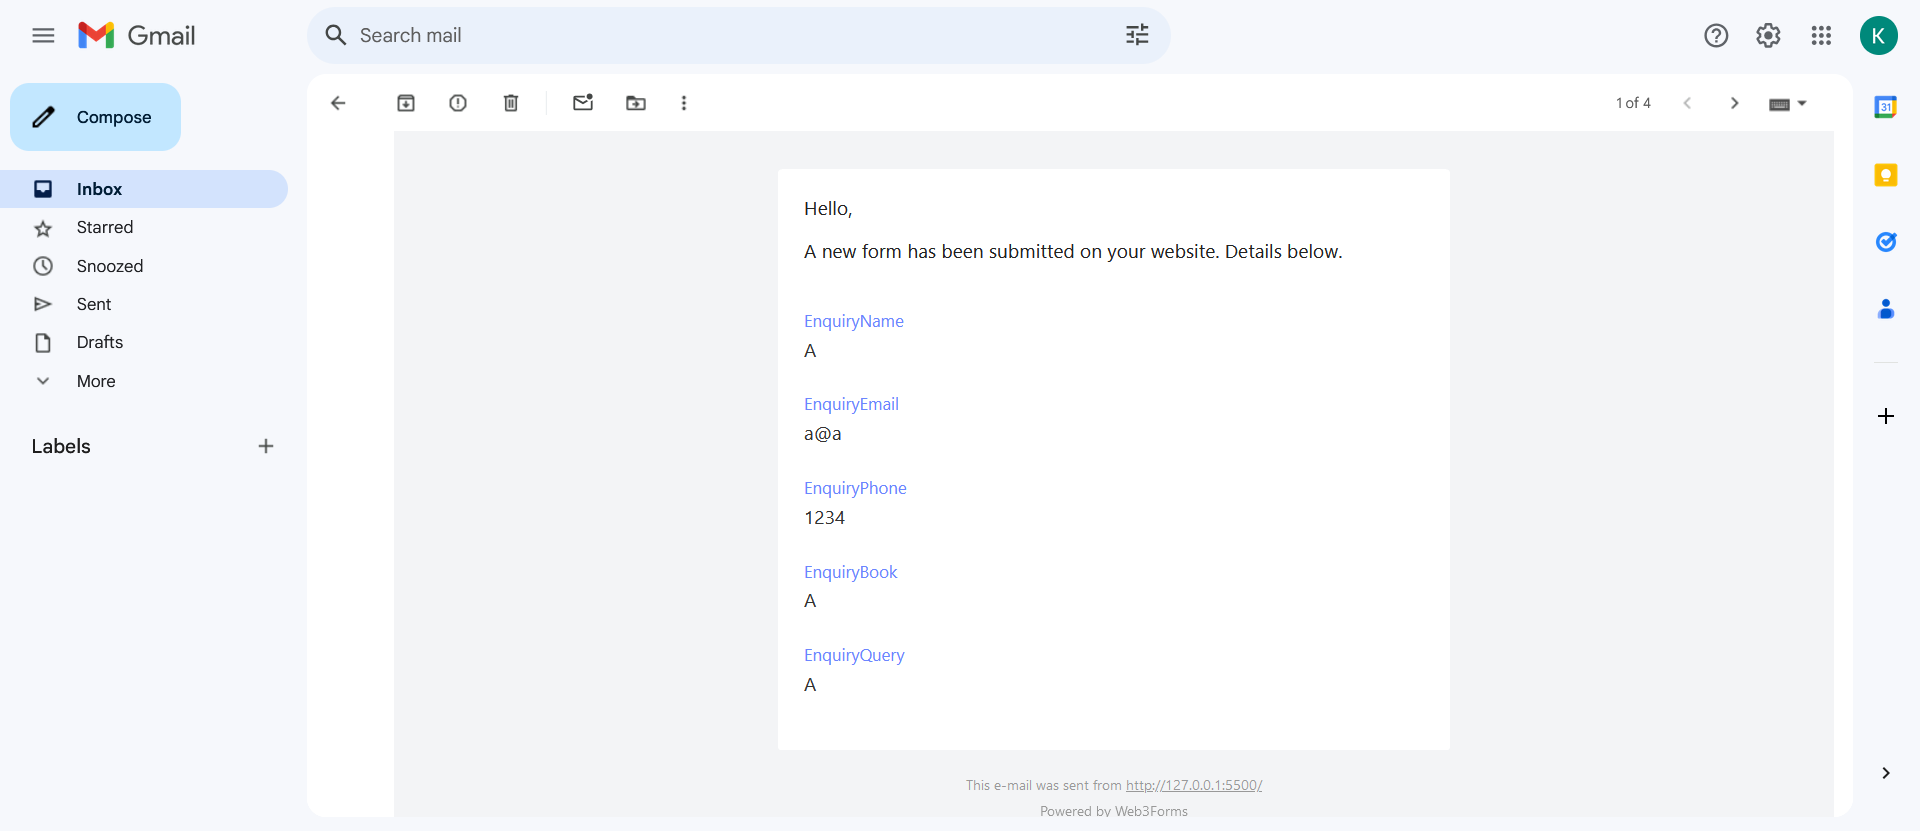 Gmail
Search mail
K
Compose
1 of 4
31
Inbox
Starred
Snoozed
Sent
Drafts
More
Labels
Hello,
A new form has been submitted on your website. Details below.
EnquiryName
A
EnquiryEmail
a@a
EnquiryPhone
1234
EnquiryBook
A
EnquiryQuery
A
This e-mail was sent from http://127.0.0.1:5500/
Powered by Web3Forms